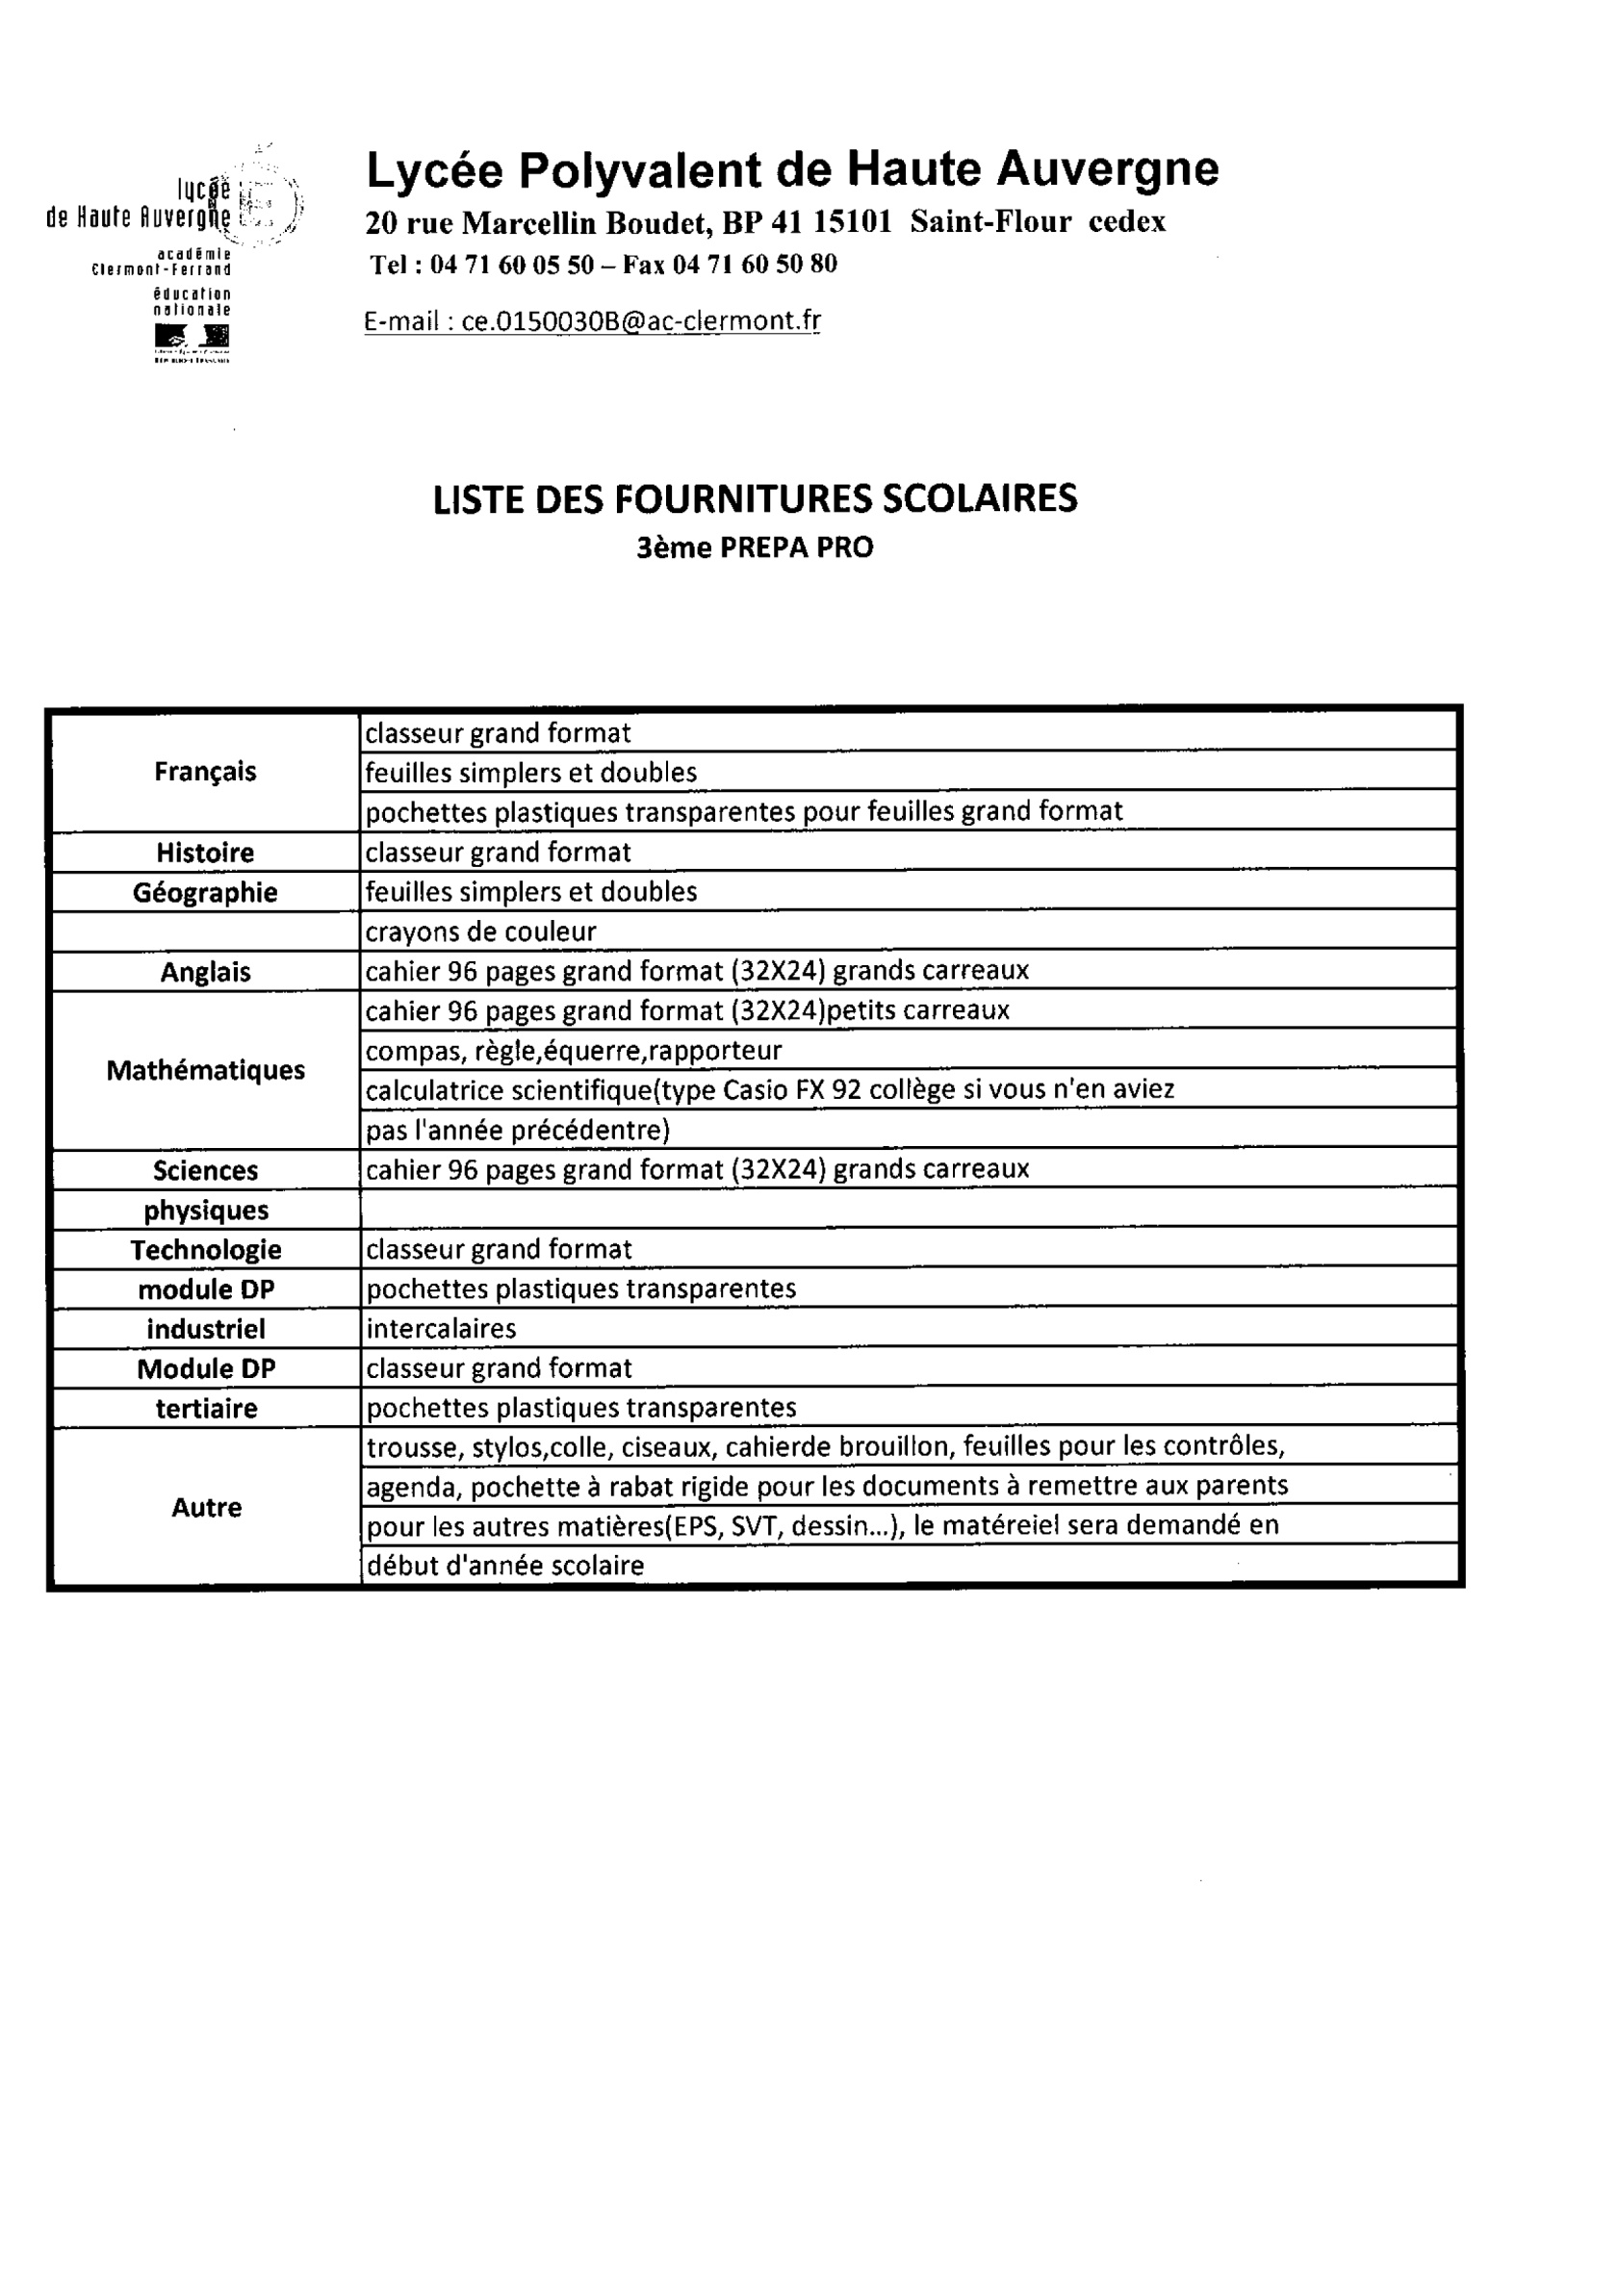 lycée
de Haute Auvergne
académie
Clermont-Ferrand
éducation
nationale
Lycée Polyvalent de Haute Auvergne
20 rue Marcellin Boudet, BP 41 15101 Saint-Flour cedex
Tel : 04 71 60 05 50 – Fax 04 71 60 50 80
E-mail : ce.0150030B@ac-clermont.fr
LISTE DES FOURNITURES SCOLAIRES
3ème PREPA PRO
classeur grand format
Français
feuilles simplers et doubles
pochettes plastiques transparentes pour feuilles grand format
Histoire
classeur grand format
Géographie
feuilles simplers et doubles
crayons de couleur
Anglais
cahier 96 pages grand format (32X24) grands carreaux
Mathématiques
cahier 96 pages grand format (32X24)petits carreaux
compas, règle,équerre,rapporteur
calculatrice scientifique(type Casio FX 92 collège si vous n'en aviez
pas l'année précédentre)
Sciences
cahier 96 pages grand format (32X24) grands carreaux
physiques
Technologie
classeur grand format
module DP
pochettes plastiques transparentes
industriel
intercalaires
Module DP
classeur grand format
tertiaire
pochettes plastiques transparentes
Autre
trousse, stylos,colle, ciseaux, cahierde brouillon, feuilles pour les contrôles,
agenda, pochette à rabat rigide pour les documents à remettre aux parents
pour les autres matières(EPS, SVT, dessin...), le matéreiel sera demandé en
début d'année scolaire